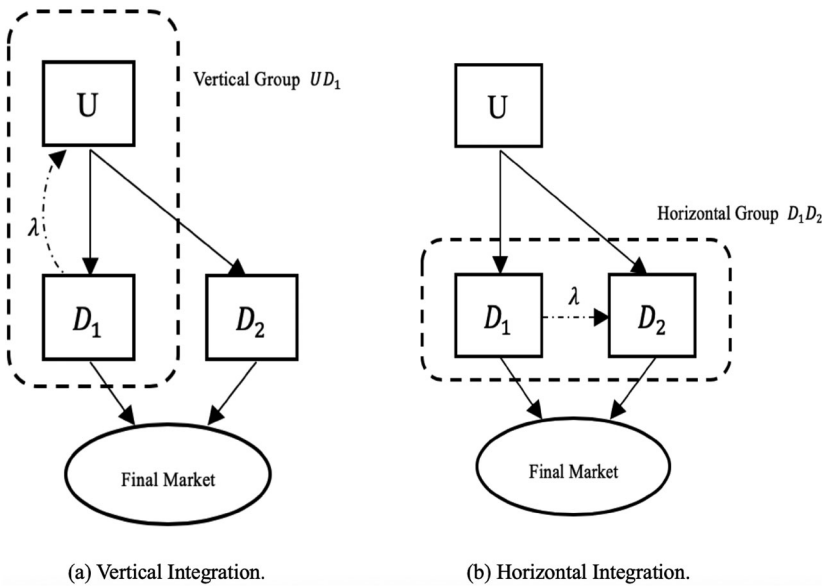 U
Vertical Group UD₁
λ
D₁
D₂
Final Market
(a) Vertical Integration.
U
Horizontal Group D₁D₂
D₁
λ
D₂
Final Market
(b) Horizontal Integration.